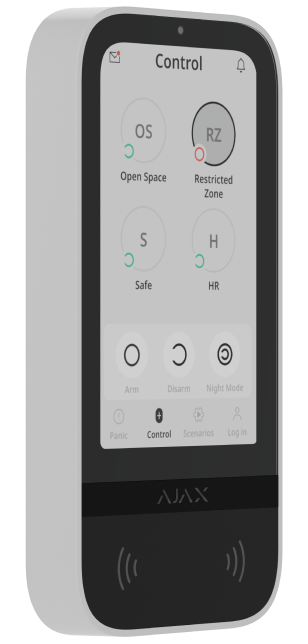 Control
OS
RZ
Open Space
Restricted
Zone
S
H
Safe
HR
Arm
Disarm
Night Mode
Panic
Control
Scenarios
Log in
AJAX